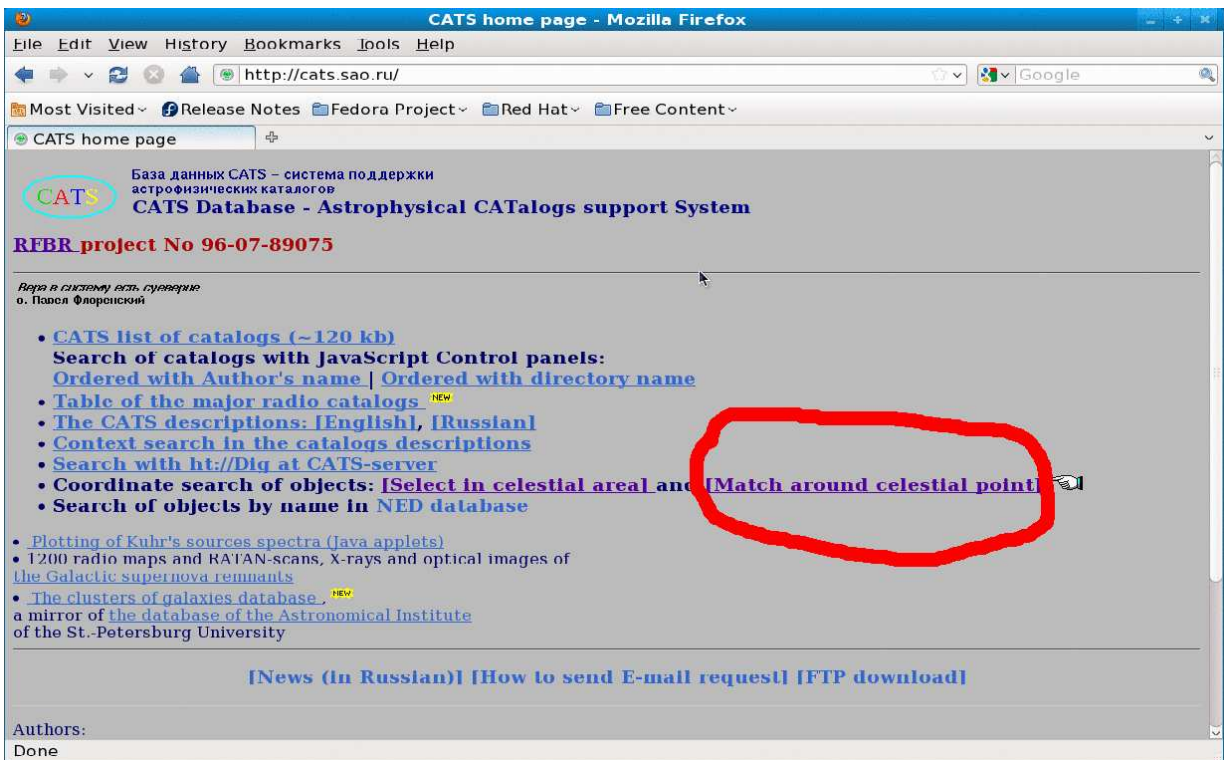 CATS home page - Mozilla Firefox
File Edit View History Bookmarks Tools Help
http://cats.sao.ru/ Google
Most Visited Release Notes Fedora Project Red Hat Free Content
CATS home page
База данных CATS – система поддержки
астрофизических каталогов
CATS
CATS Database - Astrophysical CATalogs support System
RFBR project No 96-07-89075
Вера в систему есть суеверие
о. Павел Флоренский
• CATS list of catalogs (~120 kb)
Search of catalogs with JavaScript Control panels:
Ordered with Author's name | Ordered with directory name
• Table of the major radio catalogs NEW
• The CATS descriptions: [English], [Russian]
• Context search in the catalogs descriptions
• Search with ht://Dig at CATS-server
• Coordinate search of objects: [Select in celestial area] and [Match around celestial point]
• Search of objects by name in NED database
• Plotting of Kuhr's sources spectra (Java applets)
• 1200 radio maps and RATAN-scans, X-rays and optical images of
the Galactic supernova remnants
• The clusters of galaxies database , NEW
a mirror of the database of the Astronomical Institute
of the St.-Petersburg University
[News (in Russian)] [How to send E-mail request] [FTP download]
Authors:
Done